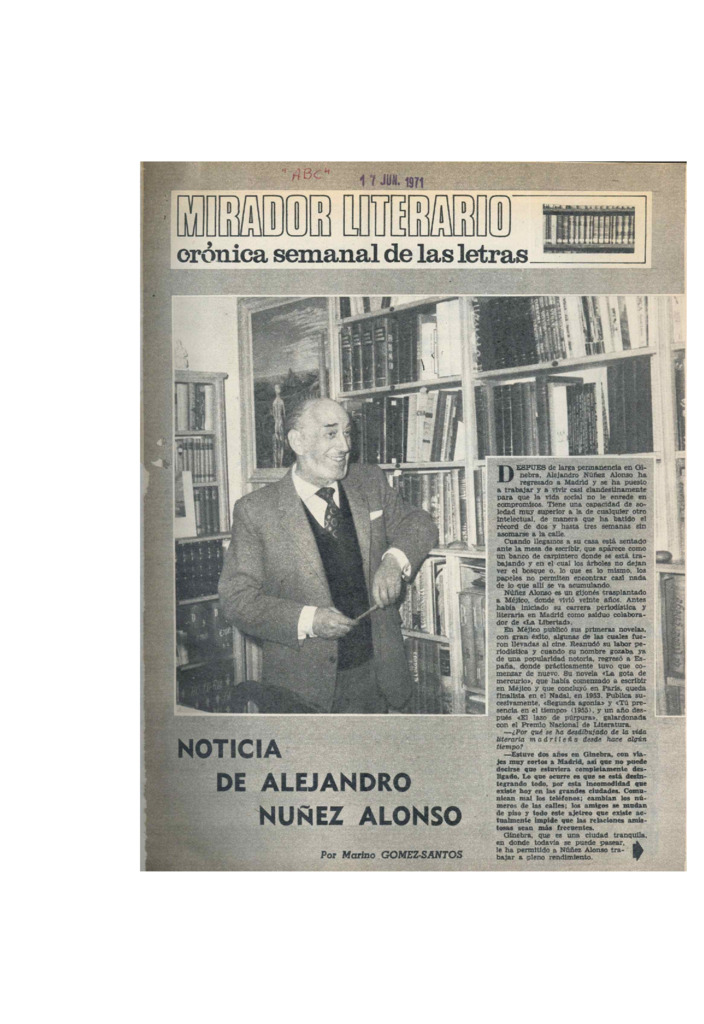 "ABC"
17 JUN. 1971
MIRADOR LITERARIO
crónica semanal de las letras
DESPUES de larga permanencia en Gi-
nebra, Alejandro Núñez Alonso ha
regresado a Madrid y se ha puesto
a trabajar y a vivir casi clandestinamente
para que la vida social no le enrede en
compromisos. Tiene una capacidad de so-
ledad muy superior a la de cualquier otro
intelectual, de manera que ha batido el
récord de dos y hasta tres semanas sin
asomarse a la calle.
Cuando llegamos a su casa está sentado
ante la mesa de escribir, que aparece como
un banco de carpintero donde se está tra-
bajando y en el cual los árboles no dejan
ver el bosque o, lo que es lo mismo, los
papeles no permiten encontrar casi nada
de lo que allí se va acumulando.
Núñez Alonso es un gijonés trasplantado
a Méjico, donde vivió veinte años. Antes
había iniciado su carrera periodística y
literaria en Madrid como asiduo colabora-
dor de «La Libertad».
En Méjico publicó sus primeras novelas,
con gran éxito, algunas de las cuales fue-
ron llevadas al cine. Reanudó su labor pe-
riodística y cuando su nombre gozaba ya
de una popularidad notoria, regresó a Es-
paña, donde prácticamente tuvo que co-
menzar de nuevo. Su novela «La gota de
mercurio», que había comenzado a escribir
en Méjico y que concluyó en París, queda
finalista en el Nadal, en 1953. Publica su-
cesivamente, «Segunda agonía» y «Tú pre-
sencia en el tiempo» (1955), y un año des-
pués «El lazo de púrpura», galardonada
con el Premio Nacional de Literatura.
—¿Por qué se ha desdibujado de la vida
literaria madrileña desde hace algún
tiempo?
—Estuve dos años en Ginebra, con via-
jes muy cortos a Madrid, así que no puede
decirse que estuviera completamente des-
ligado. Lo que ocurre es que se está desin-
tegrando todo, por esta incomodidad que
existe hoy en las grandes ciudades. Comu-
nican mal los teléfonos; cambian los nú-
meros de las calles; los amigos se mudan
de piso y todo este ajetreo que existe ac-
tualmente impide que las relaciones amis-
tosas sean más frecuentes.
Ginebra, que es una ciudad tranquila,
en donde todavía se puede pasear,
le ha permitido a Núñez Alonso tra-
bajar a pleno rendimiento.
NOTICIA
DE ALEJANDRO
NUÑEZ ALONSO
Por Marino GOMEZ-SANTOS